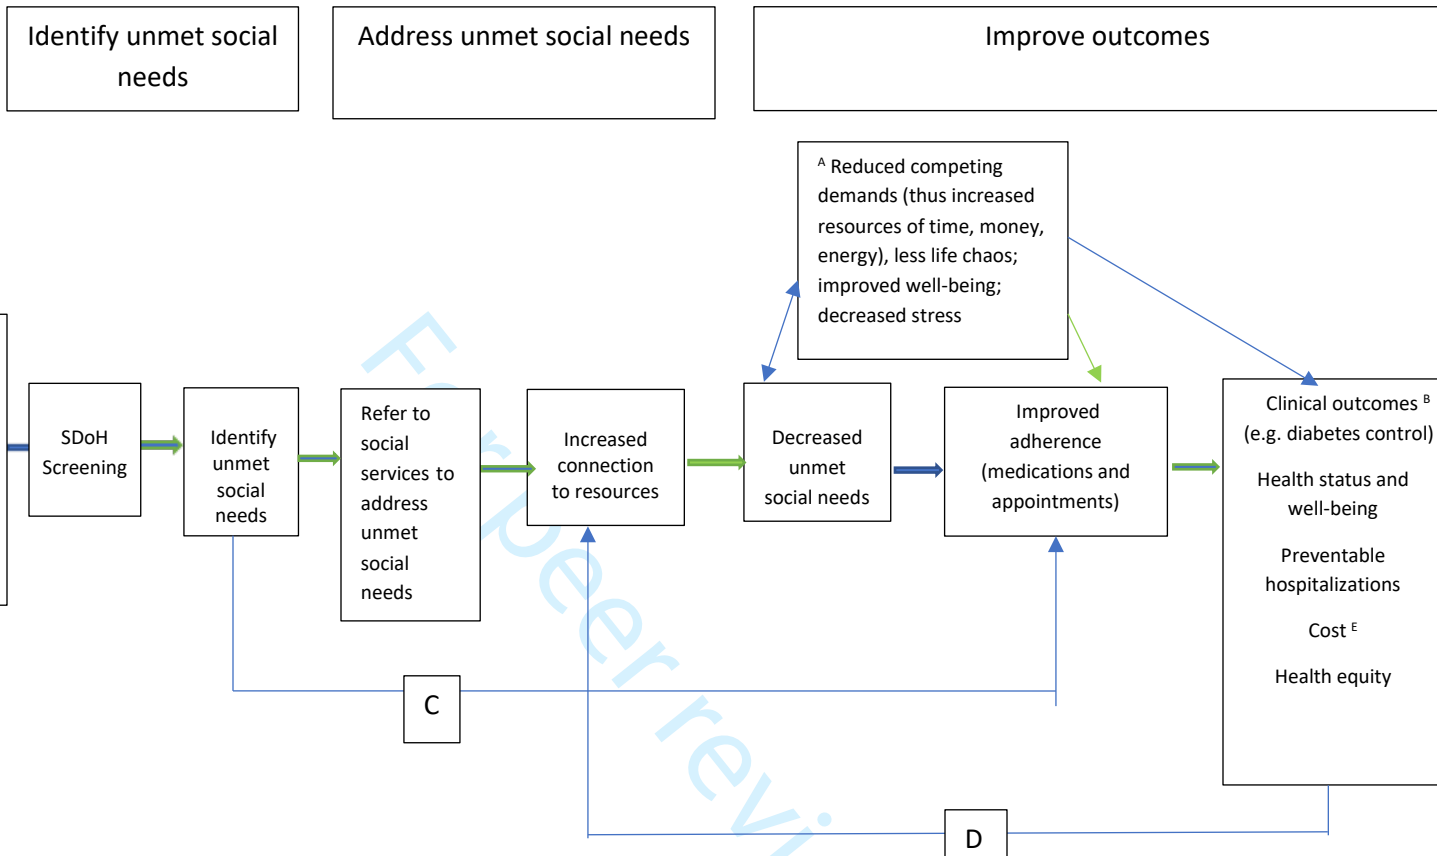 Identify unmet social
needs
Address unmet social needs
Improve outcomes
A Reduced competing
demands (thus increased
resources of time, money,
energy), less life chaos;
improved well-being;
decreased stress
SDoH
Screening
Identify
unmet
social
needs
Refer to
social
services to
address
unmet
social
needs
Increased
connection
to resources
Decreased
unmet
social needs
Improved
adherence
(medications and
appointments)
Clinical outcomes B
(e.g. diabetes control)
Health status and
well-being
Preventable
hospitalizations
Cost E
Health equity
C
D
For peer revi